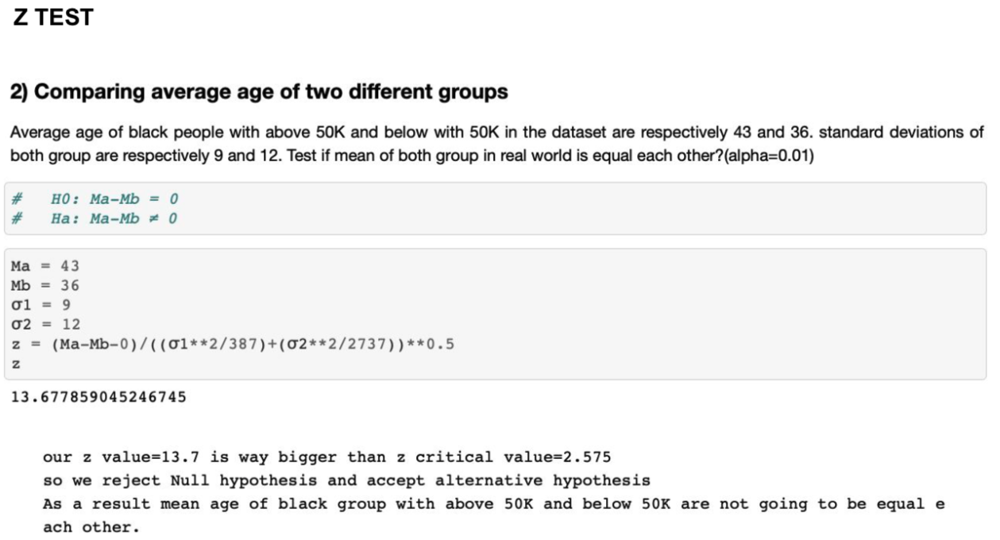 Z TEST
2) Comparing average age of two different groups
Average age of black people with above 50K and below with 50K in the dataset are respectively 43 and 36. standard deviations of
both group are respectively 9 and 12. Test if mean of both group in real world is equal each other?(alpha=0.01)
#   H0: Ma-Mb = 0
#   Ha: Ma-Mb ≠ 0
Ma = 43
Mb = 36
σ1 = 9
σ2 = 12
z = (Ma-Mb-0)/((σ1**2/387)+(σ2**2/2737))**0.5
z
13.677859045246745
our z value=13.7 is way bigger than z critical value=2.575
so we reject Null hypothesis and accept alternative hypothesis
As a result mean age of black group with above 50K and below 50K are not going to be equal e
ach other.